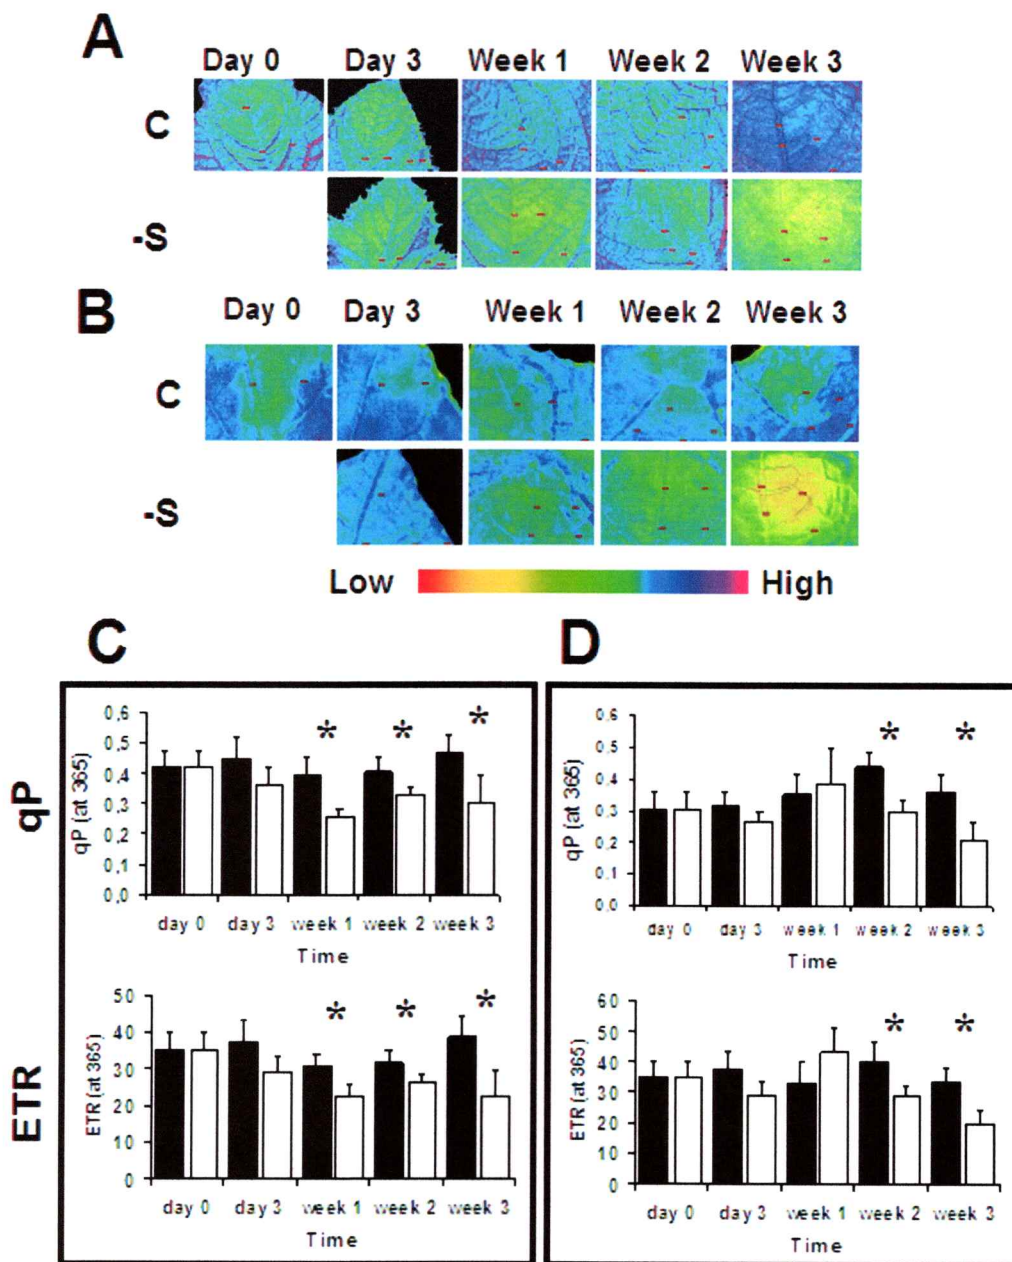 A
Day 0 Day 3 Week 1 Week 2 Week 3
C
-S
B
Day 0 Day 3 Week 1 Week 2 Week 3
C
-S
Low High
C
qP
qP (at 365)
0,6
0,5
0,4
0,3
0,2
0,1
0,0
* * *
day 0 day 3 week 1 week 2 week 3
Time
ETR
ETR (at 365)
50
40
30
20
10
0
* * *
day 0 day 3 week 1 week 2 week 3
Time
D
qP (at 365)
0.6
0.5
0.4
0.3
0.2
0.1
0.0
* *
day 0 day 3 week 1 week 2 week 3
Time
ETR (at 365)
60
50
40
30
20
10
0
* *
day 0 day 3 week 1 week 2 week 3
Time